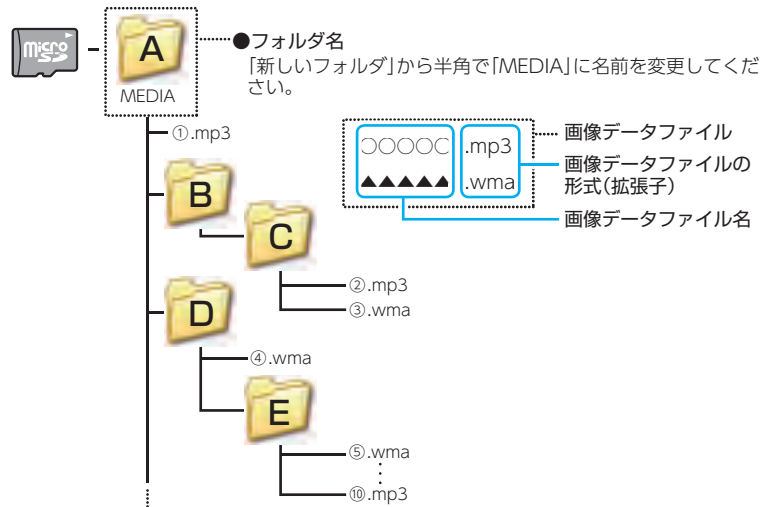 micro
SD
A
MEDIA
●フォルダ名
「新しいフォルダ」から半角で「MEDIA」に名前を変更してくだ
さい。
①.mp3
○○○○○ .mp3
▲▲▲▲▲ .wma
画像データファイル
画像データファイルの
形式(拡張子)
画像データファイル名
B
C
②.mp3
③.wma
D
④.wma
E
⑤.wma
⑩.mp3